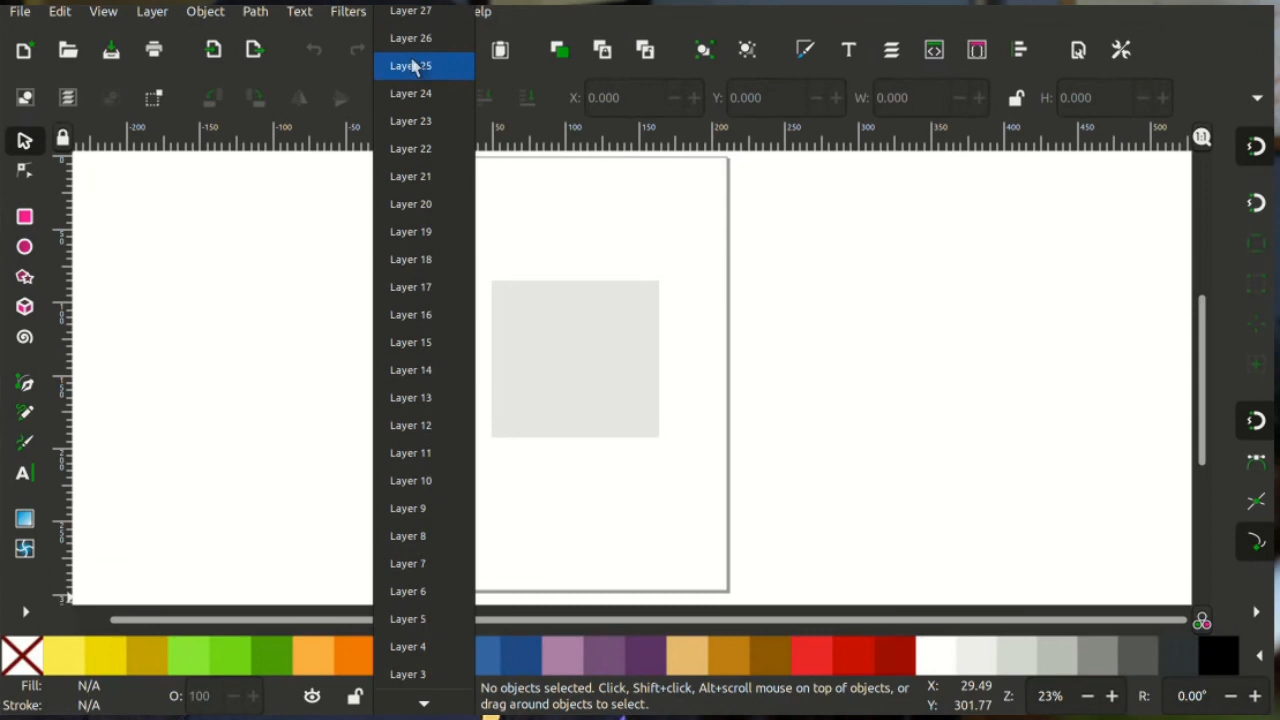 File Edit View Layer Object Path Text Filters elp
X: 0.000 Y: 0.000 W: 0.000 H: 0.000
-200 -150 -100 -50 50 100 150 200 250 300 350 400 450 500
1:1
Layer 27
Layer 26
Layer 25
Layer 24
Layer 23
Layer 22
Layer 21
Layer 20
Layer 19
Layer 18
Layer 17
Layer 16
Layer 15
Layer 14
Layer 13
Layer 12
Layer 11
Layer 10
Layer 9
Layer 8
Layer 7
Layer 6
Layer 5
Layer 4
Layer 3
Fill: N/A
Stroke: N/A
O: 100
No objects selected. Click, Shift+click, Alt+scroll mouse on top of objects, or
drag around objects to select.
X: 29.49
Y: 301.77
Z: 23%
R: 0.00°